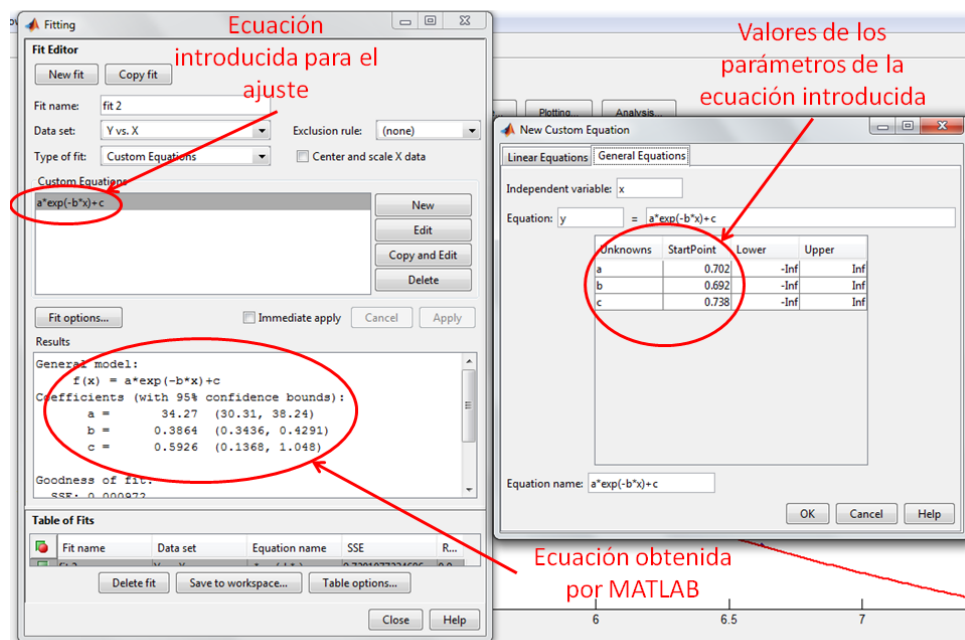 Fitting
Ecuación
introducida para el
ajuste
Fit Editor
New fit
Copy fit
Fit name: fit 2
Data set: Y vs. X
Exclusion rule: (none)
Type of fit: Custom Equations
Center and scale X data
Custom Equations
a*exp(-b*x)+c
New
Edit
Copy and Edit
Delete
Fit options...
Immediate apply
Cancel
Apply
Results
General model:
f(x) = a*exp(-b*x)+c
Coefficients (with 95% confidence bounds):
a = 34.27 (30.31, 38.24)
b = 0.3864 (0.3436, 0.4291)
c = 0.5926 (0.1368, 1.048)
Goodness of fit:
Table of Fits
Fit name Data set Equation name SSE R...
Delete fit
Save to workspace...
Table options...
Close
Help
Valores de los
parámetros de la
ecuación introducida
Plotting...
Analysis...
New Custom Equation
Linear Equations
General Equations
Independent variable: x
Equation: y = a*exp(-b*x)+c
Unknowns StartPoint Lower Upper
a 0.702 -Inf Inf
b 0.692 -Inf Inf
c 0.738 -Inf Inf
Equation name: a*exp(-b*x)+c
OK
Cancel
Help
Ecuación obtenida
por MATLAB
6 6.5 7